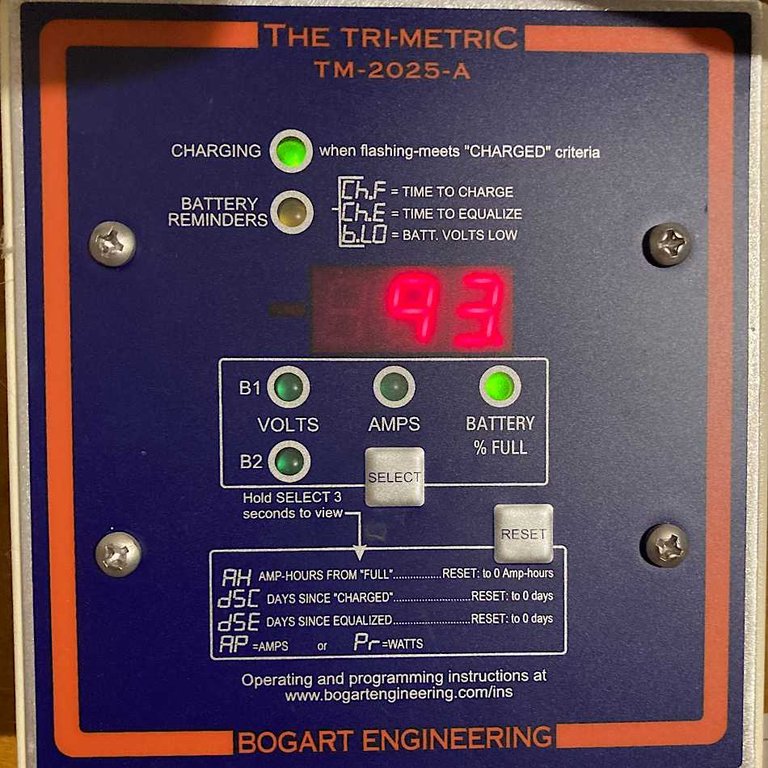 THE TRI-METRIC
TM-2025-A
CHARGING when flashing-meets "CHARGED" criteria
BATTERY REMINDERS
Ch.F = TIME TO CHARGE
Ch.E = TIME TO EQUALIZE
b.LO = BATT. VOLTS LOW
93
B1
VOLTS AMPS BATTERY
% FULL
B2
SELECT
Hold SELECT 3
seconds to view
RESET
AH AMP-HOURS FROM "FULL"..................RESET: to 0 Amp-hours
dSC DAYS SINCE "CHARGED"..........................RESET: to 0 days
dSE DAYS SINCE EQUALIZED..........................RESET: to 0 days
AP =AMPS or Pr=WATTS
Operating and programming instructions at
www.bogartengineering.com/ins
BOGART ENGINEERING